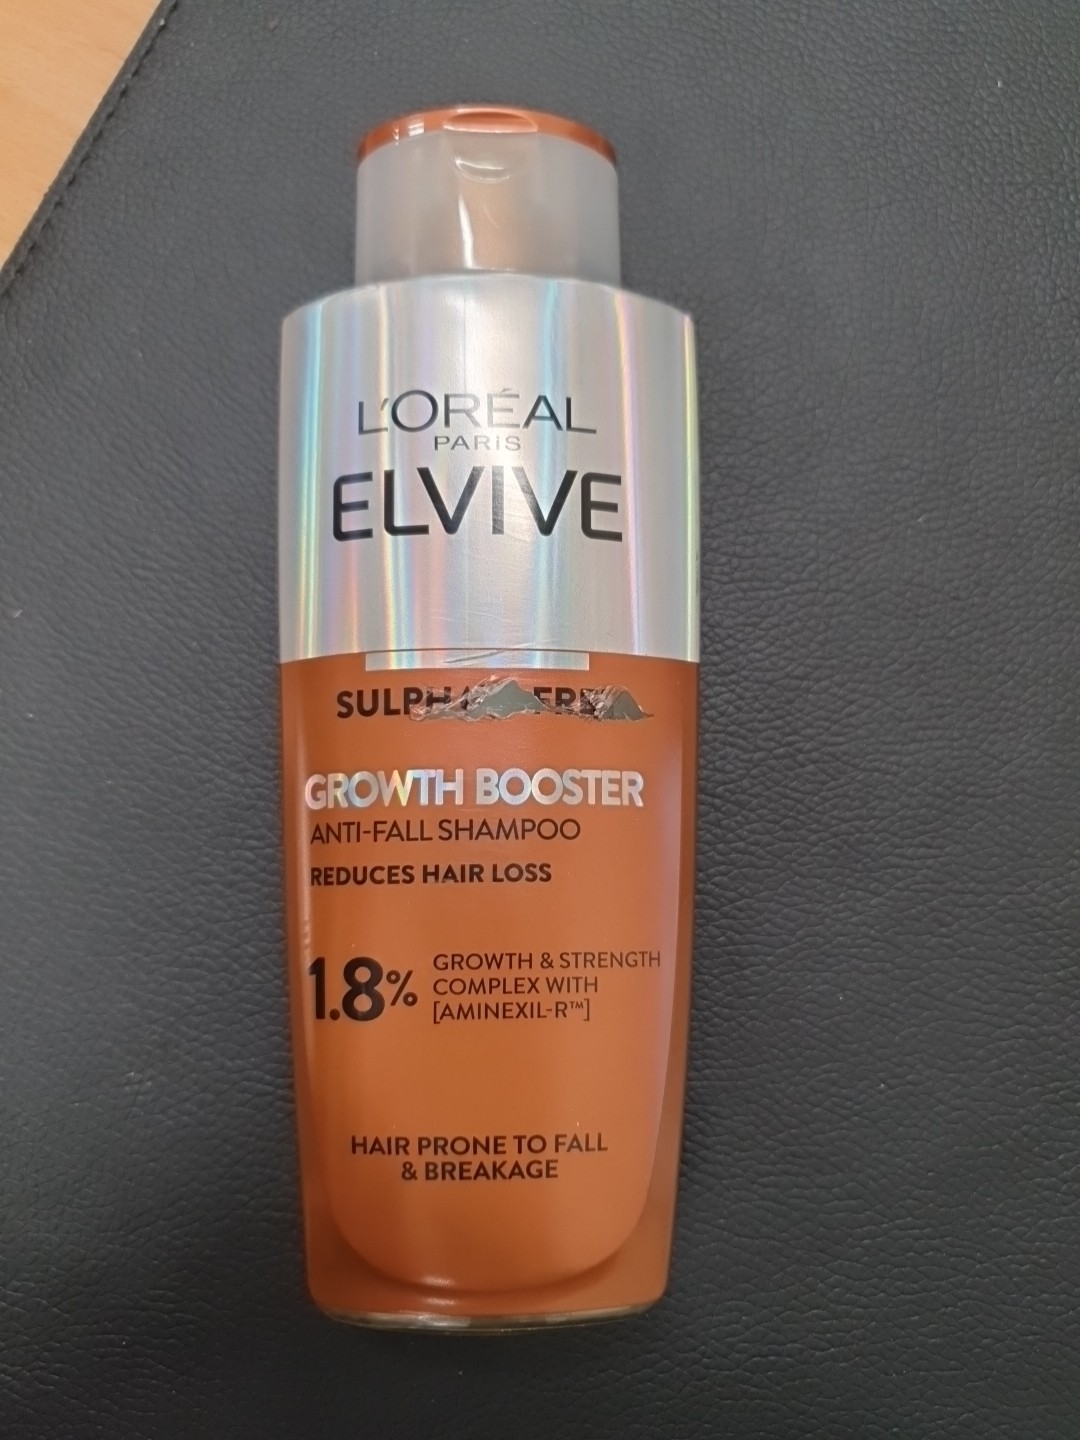 L'ORÉAL
PARIS
ELVIVE
GROWTH BOOSTER
ANTI-FALL SHAMPOO
REDUCES HAIR LOSS
1.8%
GROWTH & STRENGTH
COMPLEX WITH
[AMINEXIL-R™]
HAIR PRONE TO FALL
& BREAKAGE